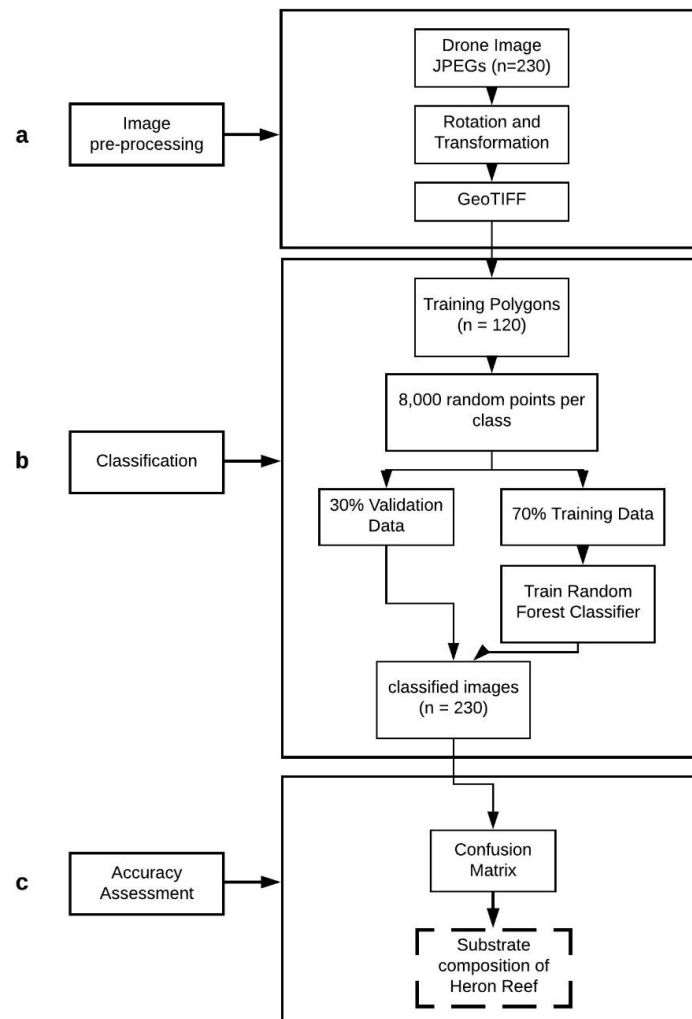 a
Image
pre-processing
Drone Image
JPEGs (n=230)
Rotation and
Transformation
GeoTIFF
b
Classification
Training Polygons
(n = 120)
8,000 random points per
class
30% Validation
Data
70% Training Data
Train Random
Forest Classifier
classified images
(n = 230)
c
Accuracy
Assessment
Confusion
Matrix
Substrate
composition of
Heron Reef